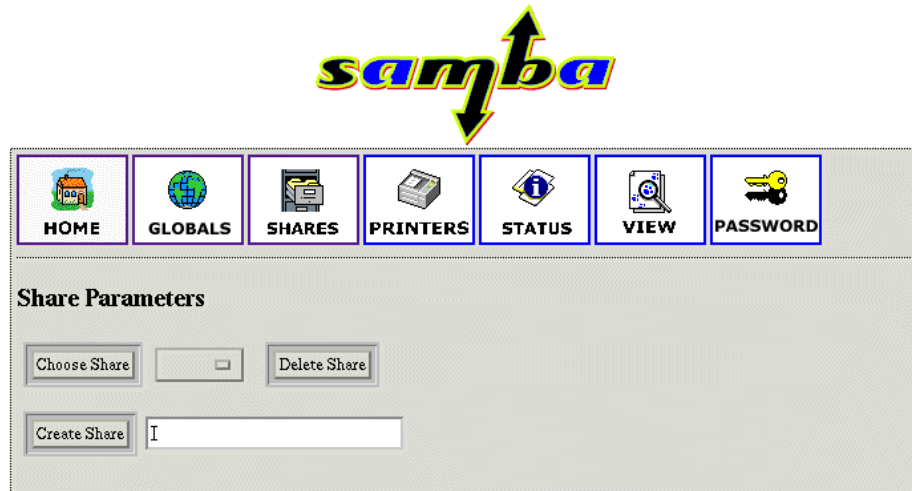 samba
HOME GLOBALS SHARES PRINTERS STATUS VIEW PASSWORD
Share Parameters
Choose Share Delete Share
Create Share